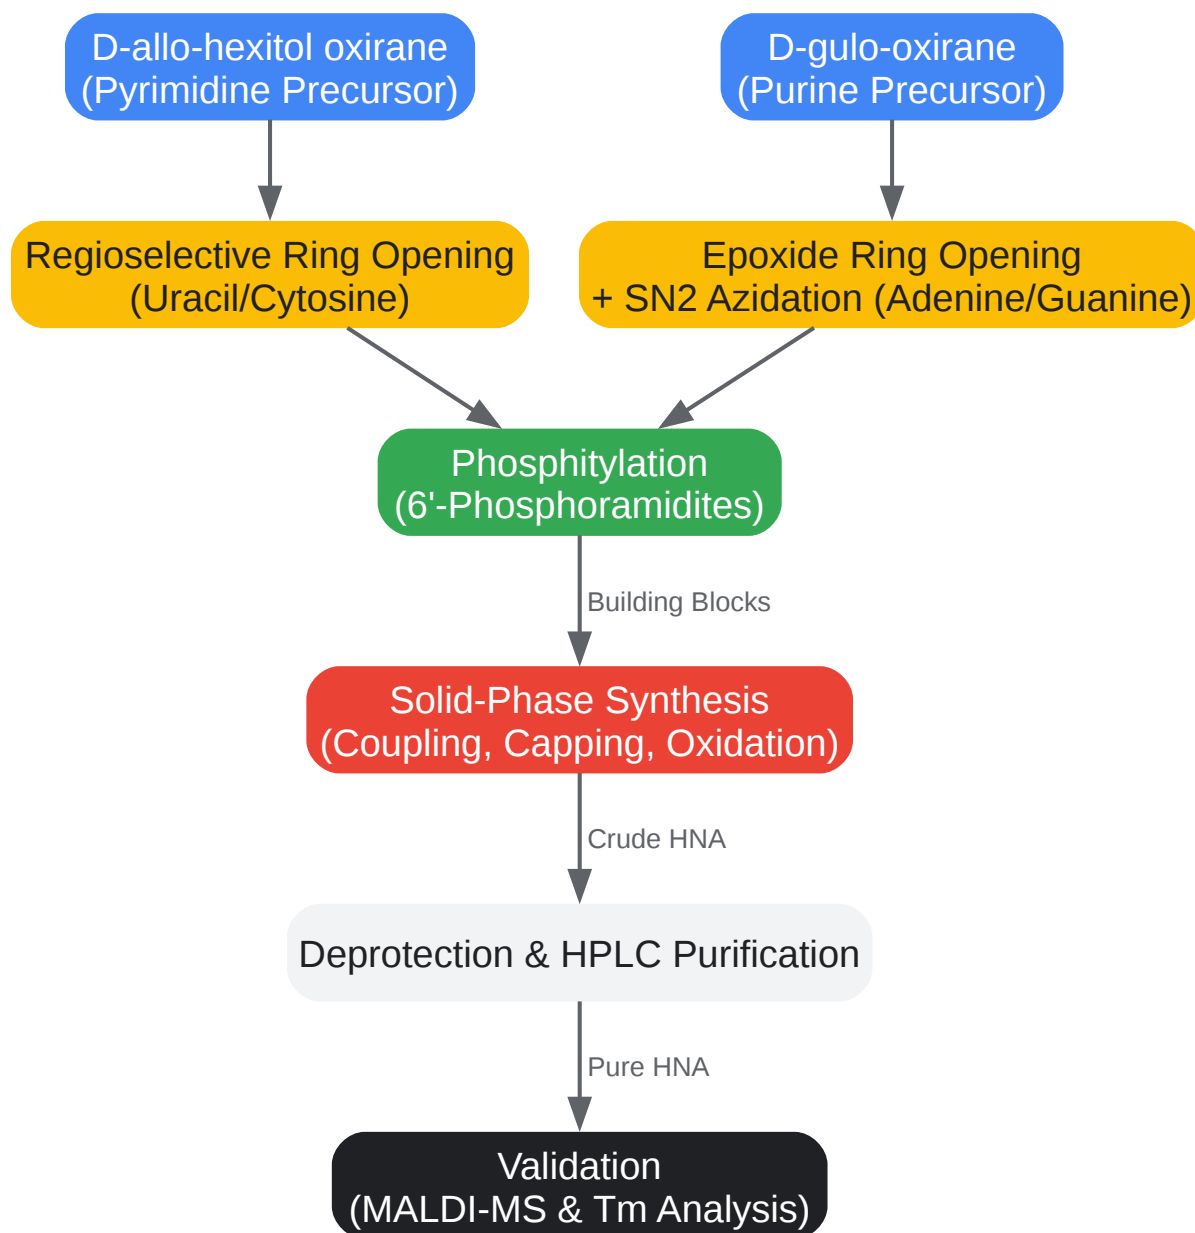 D-allo-hexitol oxirane
(Pyrimidine Precursor)
D-gulo-oxirane
(Purine Precursor)
Regioselective Ring Opening
(Uracil/Cytosine)
Epoxide Ring Opening
+ SN2 Azidation (Adenine/Guanine)
Phosphitylation
(6'-Phosphoramidites)
Building Blocks
Solid-Phase Synthesis
(Coupling, Capping, Oxidation)
Crude HNA
Deprotection & HPLC Purification
Pure HNA
Validation
(MALDI-MS & Tm Analysis)